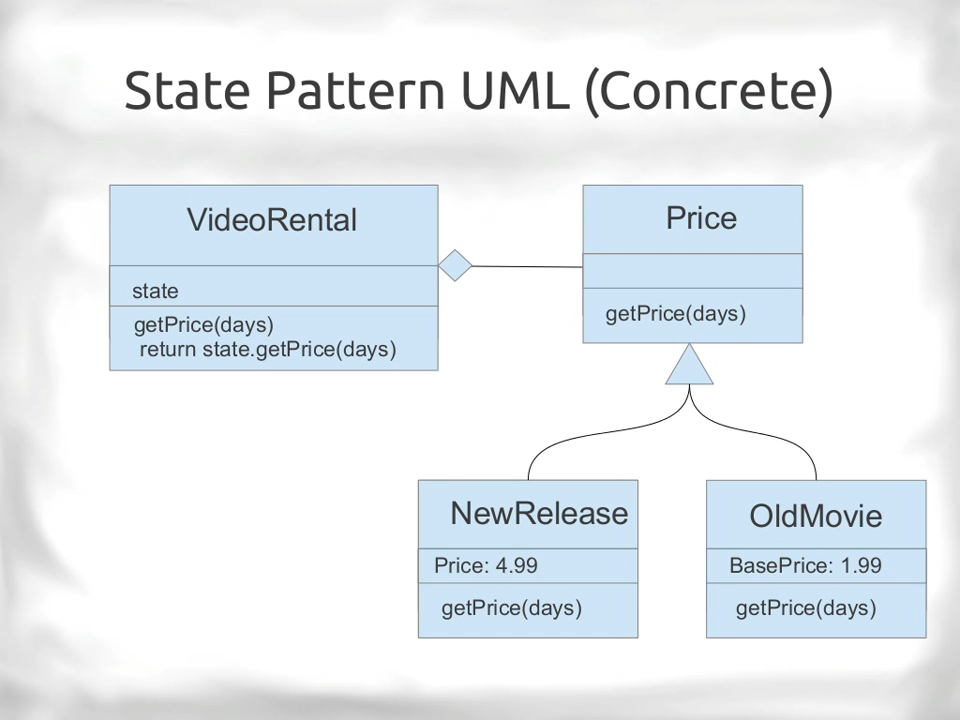 State Pattern UML (Concrete)
VideoRental
state
getPrice(days)
return state.getPrice(days)
Price
getPrice(days)
NewRelease
Price: 4.99
getPrice(days)
OldMovie
BasePrice: 1.99
getPrice(days)